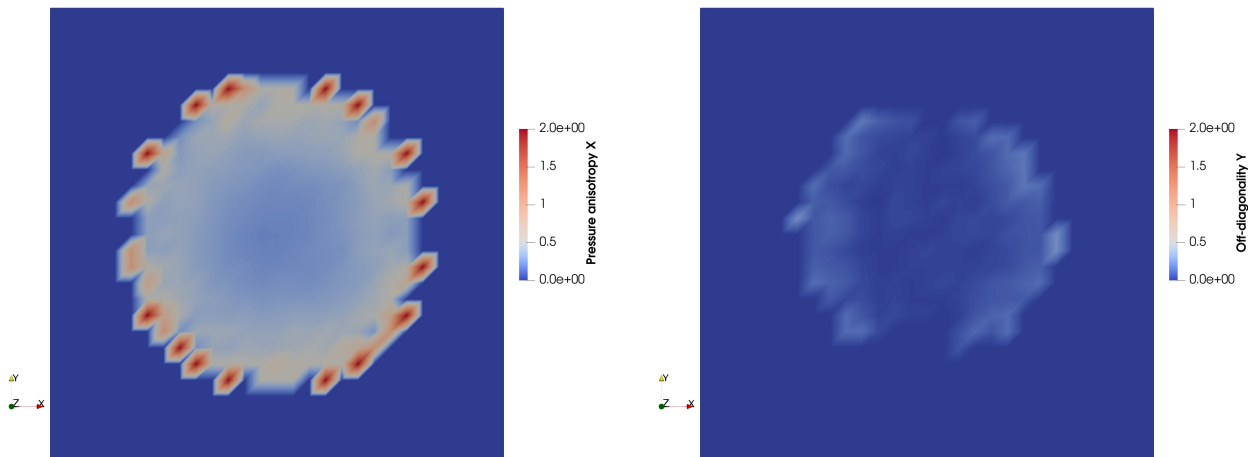 2.0e+00
1.5
1
0.5
0.0e+00
Pressure anisotropy X
Y
Z
X
2.0e+00
1.5
1
0.5
0.0e+00
Off-diagonality Y
Y
Z
X